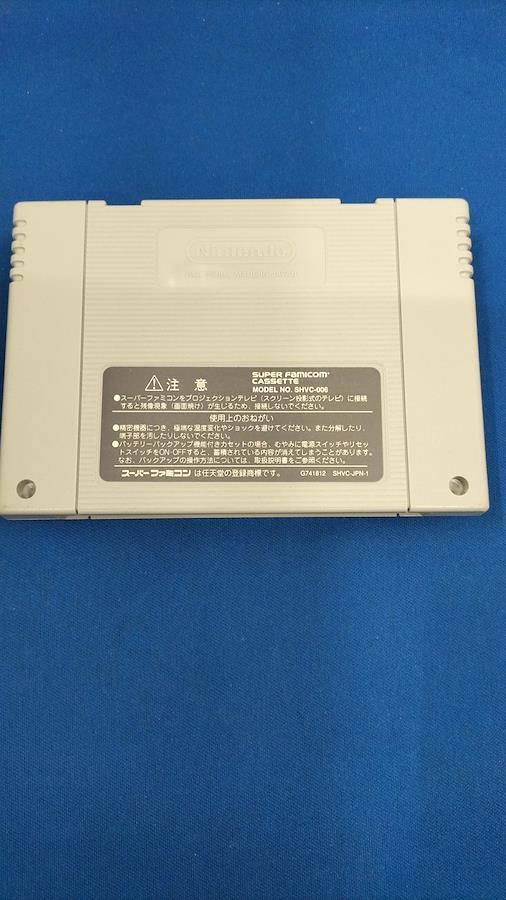 Nintendo
⚠注意
SUPER FAMICOM
CASSETTE
MODEL NO. SHVC-006
●スーパーファミコンをプロジェクションテレビ(スクリーン投影式のテレビ)に接続
すると残像現象(画面焼け)が生じるため、接続しないでください。
使用上のおねがい
●精密機器につき、極端な温度変化やショックを避けてください。また分解したり、
端子部を汚したりしないでください。
●バッテリーバックアップ機能付きカセットの場合、むやみに電源スイッチやリセッ
トスイッチをON・OFFすると、蓄積されている内容が消えてしまうことがあります。
なお、バックアップの操作方法については、取扱説明書をご参照ください。
スーパーファミコン は任天堂の登録商標です。
G741812 SHVC-JPN-1